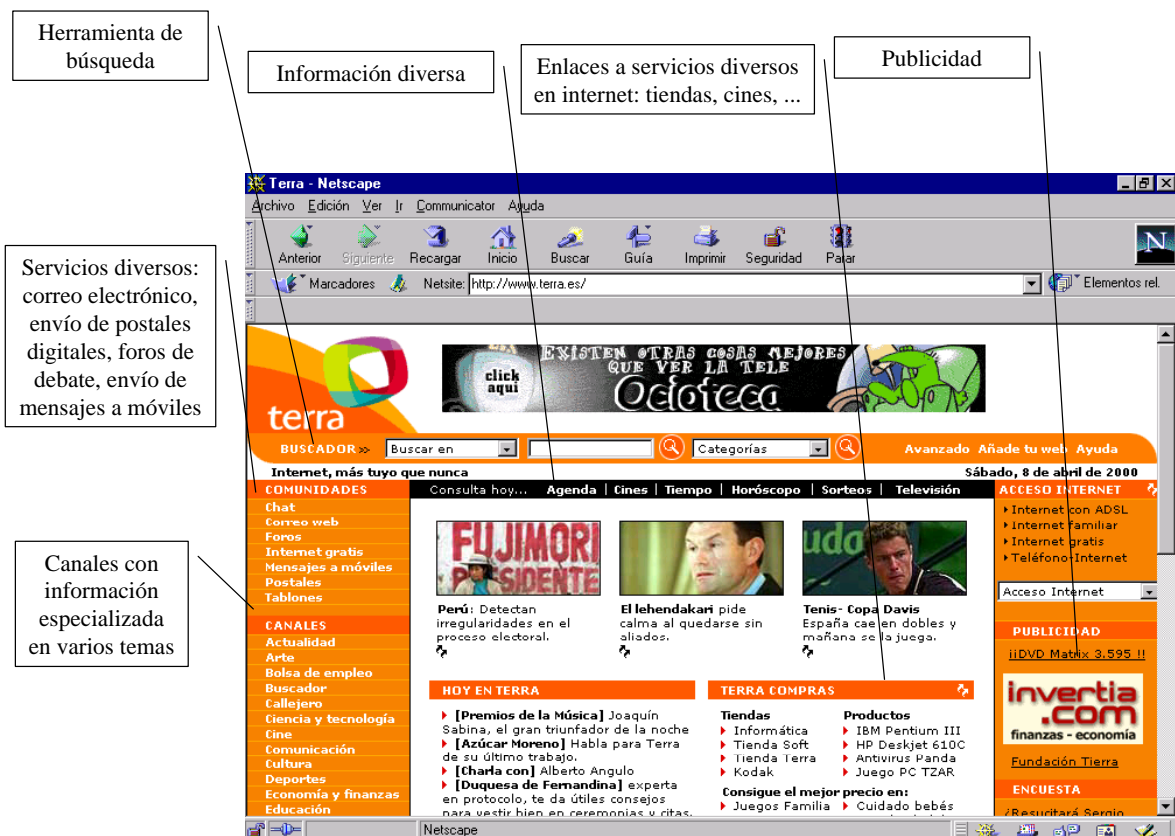 Herramienta de
búsqueda
Información diversa
Enlaces a servicios diversos
en internet: tiendas, cines, ...
Publicidad
Servicios diversos:
correo electrónico,
envío de postales
digitales, foros de
debate, envío de
mensajes a móviles
Canales con
información
especializada
en varios temas
Terra - Netscape
Archivo Edición Ver Ir Communicator Ayuda
Anterior Siguiente Recargar Inicio Buscar Guía Imprimir Seguridad Parar
N
Marcadores Netsite: http://www.terra.es/ Elementos rel.
terra
EXISTEN OTRAS COSAS MEJORES
QUE VER LA TELE
click
aquí
Ocioteca
BUSCADOR >> Buscar en Categorías Avanzado Añade tu web Ayuda
Internet, más tuyo que nunca Sábado, 8 de abril de 2000
COMUNIDADES
Chat
Correo web
Foros
Internet gratis
Mensajes a móviles
Postales
Tablones
CANALES
Actualidad
Arte
Bolsa de empleo
Buscador
Callejero
Ciencia y tecnología
Cine
Comunicación
Cultura
Deportes
Economía y finanzas
Educación
Consulta hoy... Agenda | Cines | Tiempo | Horóscopo | Sorteos | Televisión
FUJIMORI
PRESIDENTE
udo
Perú: Detectan
irregularidades en el
proceso electoral.
El lehendakari pide
calma al quedarse sin
aliados.
Tenis- Copa Davis
España cae en dobles y
mañana se la juega.
HOY EN TERRA
[Premios de la Música] Joaquín
Sabina, el gran triunfador de la noche
[Azúcar Moreno] Habla para Terra
de su último trabajo.
[Charla con] Alberto Angulo
[Duquesa de Fernandina] experta
en protocolo, te da útiles consejos
para vestir bien en ceremonias y citas.
TERRA COMPRAS
Tiendas
Informática
Tienda Soft
Tienda Terra
Kodak
Productos
IBM Pentium III
HP Deskjet 610C
Antivirus Panda
Juego PC TZAR
Consigue el mejor precio en:
Juegos Familia Cuidado bebés
ACCESO INTERNET
Internet con ADSL
Internet familiar
Internet gratis
Teléfono-Internet
Acceso Internet
PUBLICIDAD
¡¡DVD Matrix 3.595 !!
invertia
.com
finanzas - economía
Fundación Tierra
ENCUESTA
¿Resucitará Sergio
Netscape